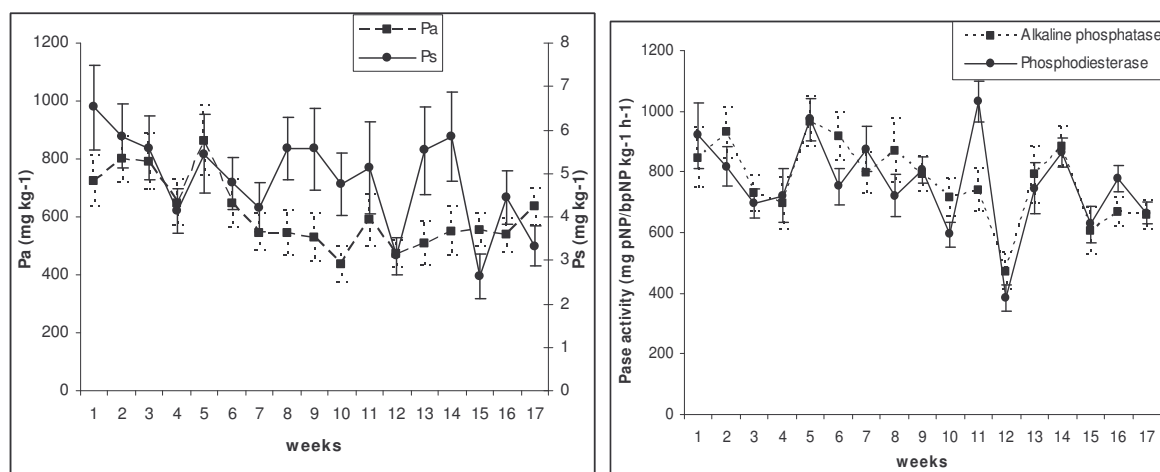 Pa
Ps
1200
1000
800
600
400
200
0
Pa (mg kg-1)
8
7
6
5
4
3
2
1
0
Ps (mg kg-1)
1 2 3 4 5 6 7 8 9 10 11 12 13 14 15 16 17
weeks
Alkaline phosphatase
Phosphodiesterase
1200
1000
800
600
400
200
0
Pase activity (mg pNP/bpNP kg-1 h-1)
1 2 3 4 5 6 7 8 9 10 11 12 13 14 15 16 17
weeks